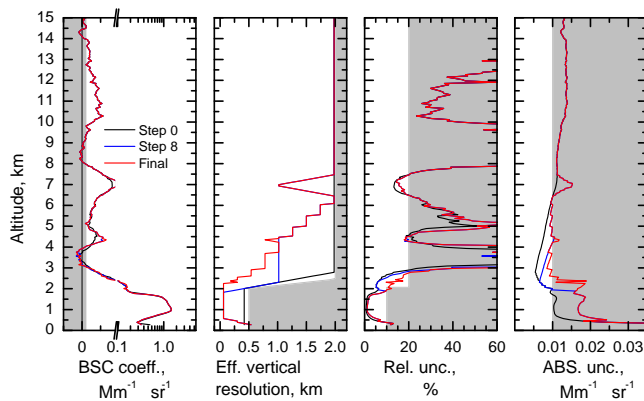 15
14
13
12
11
10
9
8
7
6
5
4
3
2
1
0
Altitude, km
Step 0
Step 8
Final
0 0.1 1
0.0 0.5 1.0 1.5 2.0
0 20 40 60
0.01 0.02 0.03
BSC coeff.,
Mm⁻¹ sr⁻¹
Eff. vertical
resolution, km
Rel. unc.,
%
ABS. unc.,
Mm⁻¹ sr⁻¹